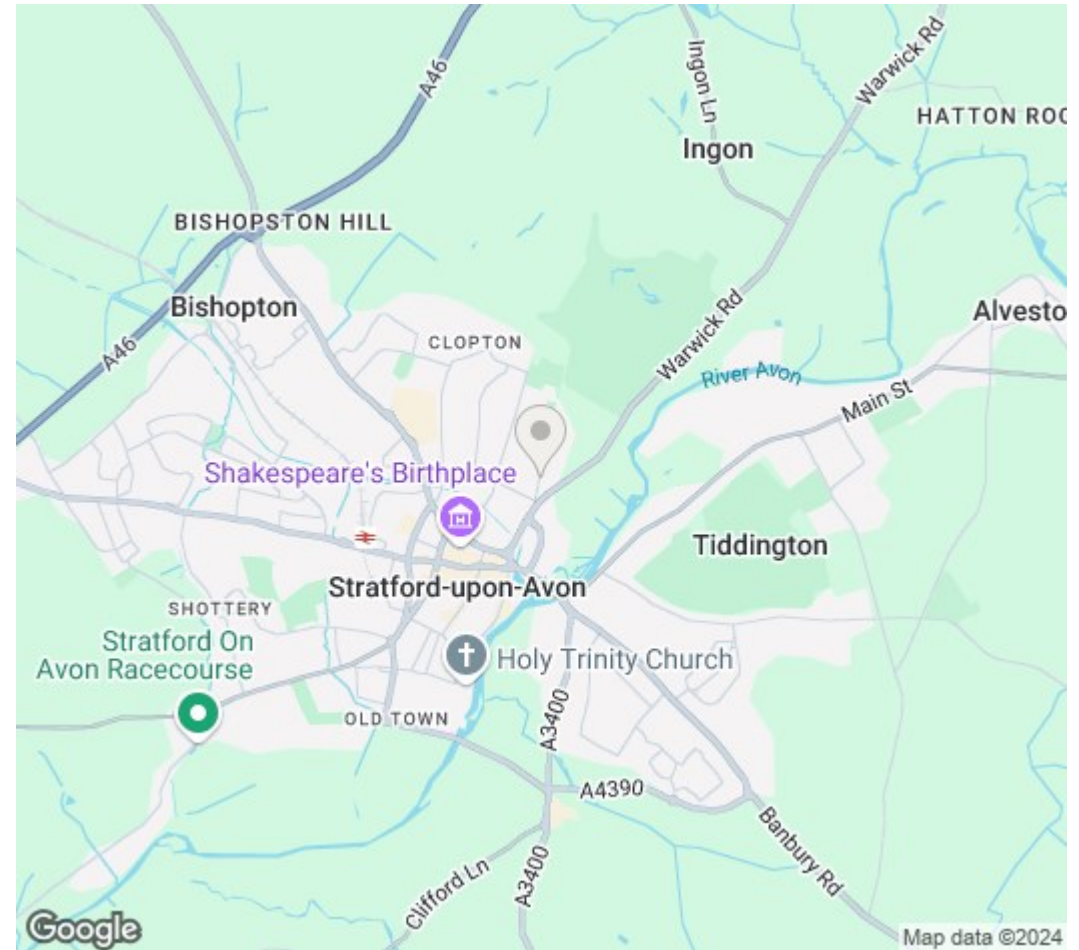 A46
Ingon Ln
Warwick Rd
HATTON ROC
Ingon
BISHOPSTON HILL
Bishopton
Alvesto
A46
CLOPTON
Warwick Rd
River Avon
Main St
Shakespeare's Birthplace
Tiddington
Stratford-upon-Avon
SHOTTERY
Stratford On
Avon Racecourse
Holy Trinity Church
OLD TOWN
A3400
A4390
Banbury Rd
Clifford Ln
A3400
Google
Map data ©2024